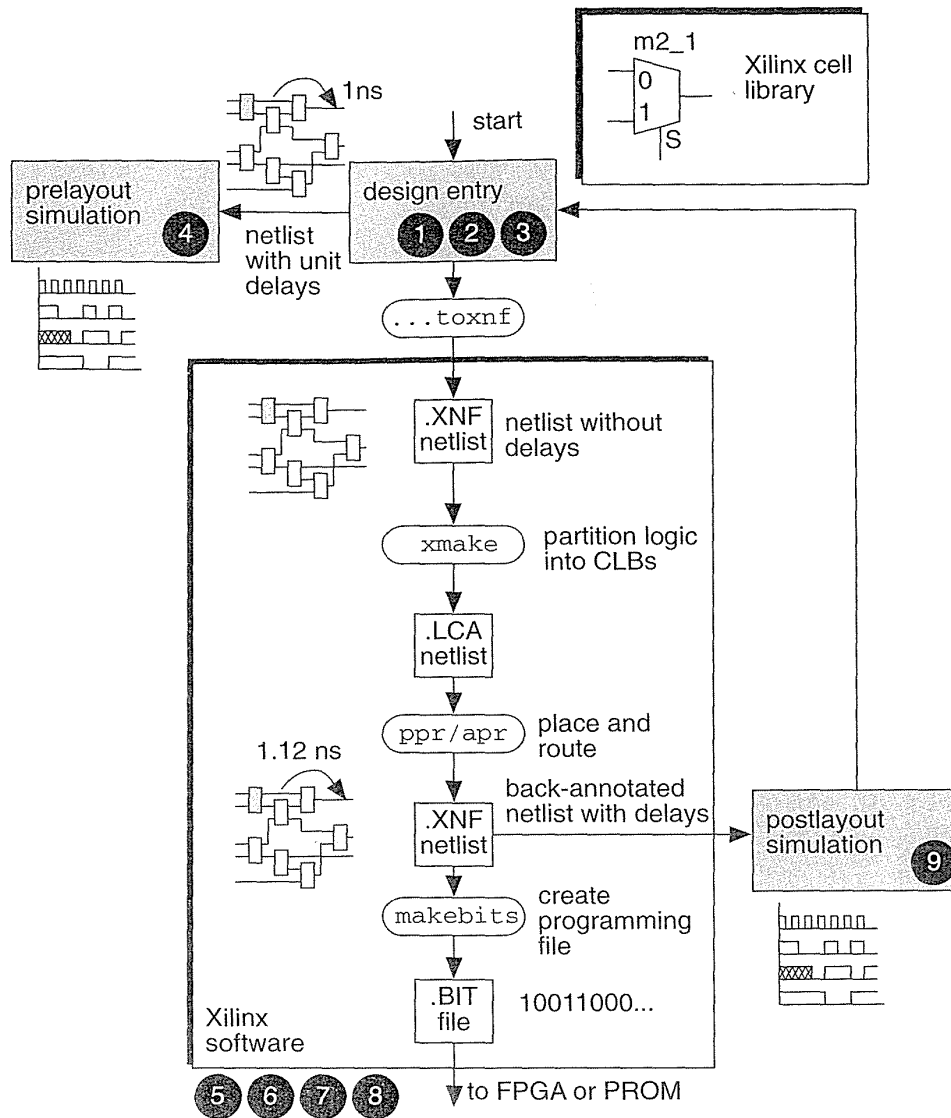 m2_1
0
Xilinx cell
library
1
S
1ns
start
prelayout
simulation
4
design entry
1 2 3
netlist
with unit
delays
...toxnf
.XNF
netlist
netlist without
delays
xmake
partition logic
into CLBs
.LCA
netlist
ppr/apr
place and
route
1.12 ns
back-annotated
netlist with delays
.XNF
netlist
postlayout
simulation
9
makebits
create
programming
file
.BIT
file
10011000...
Xilinx
software
5 6 7 8
to FPGA or PROM